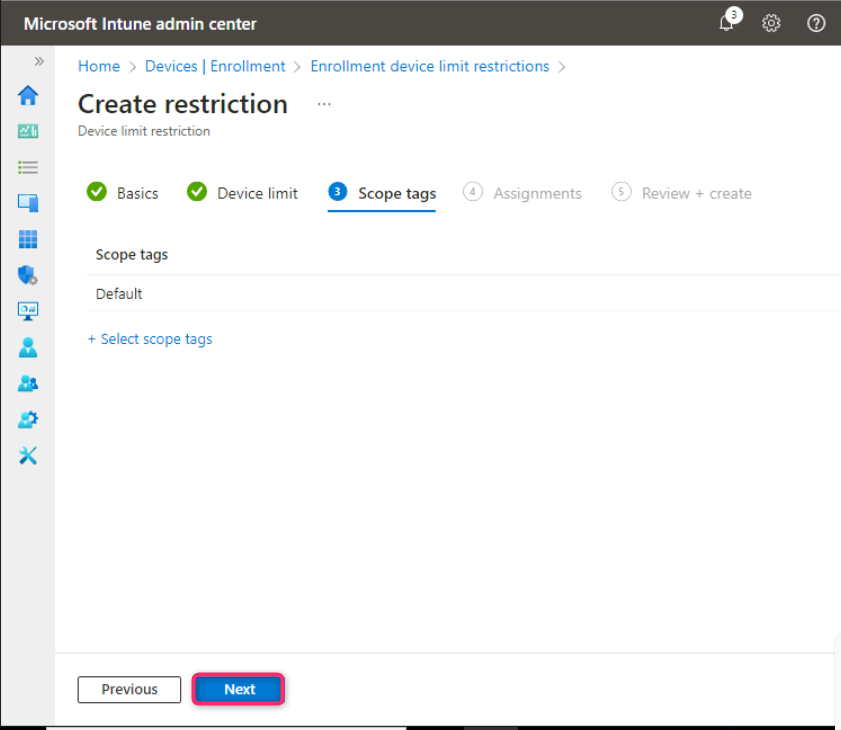 Microsoft Intune admin center 3
Home > Devices | Enrollment > Enrollment device limit restrictions >
Create restriction ...
Device limit restriction
Basics Device limit 3 Scope tags 4 Assignments 5 Review + create
Scope tags
Default
+ Select scope tags
Previous Next